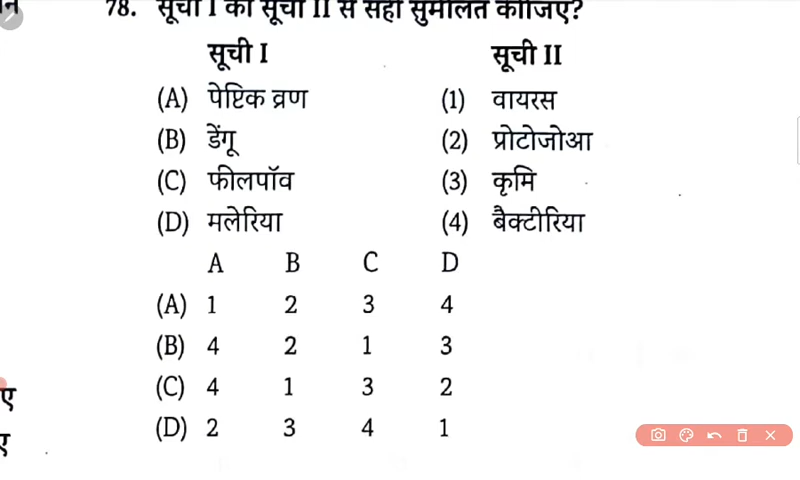 78. सूची I को सूची II से सही सुमेलित कीजिए?
सूची I सूची II
(A) पेप्टिक व्रण (1) वायरस
(B) डेंगू (2) प्रोटोजोआ
(C) फीलपाँव (3) कृमि
(D) मलेरिया (4) बैक्टीरिया
A B C D
(A) 1 2 3 4
(B) 4 2 1 3
(C) 4 1 3 2
(D) 2 3 4 1
ए